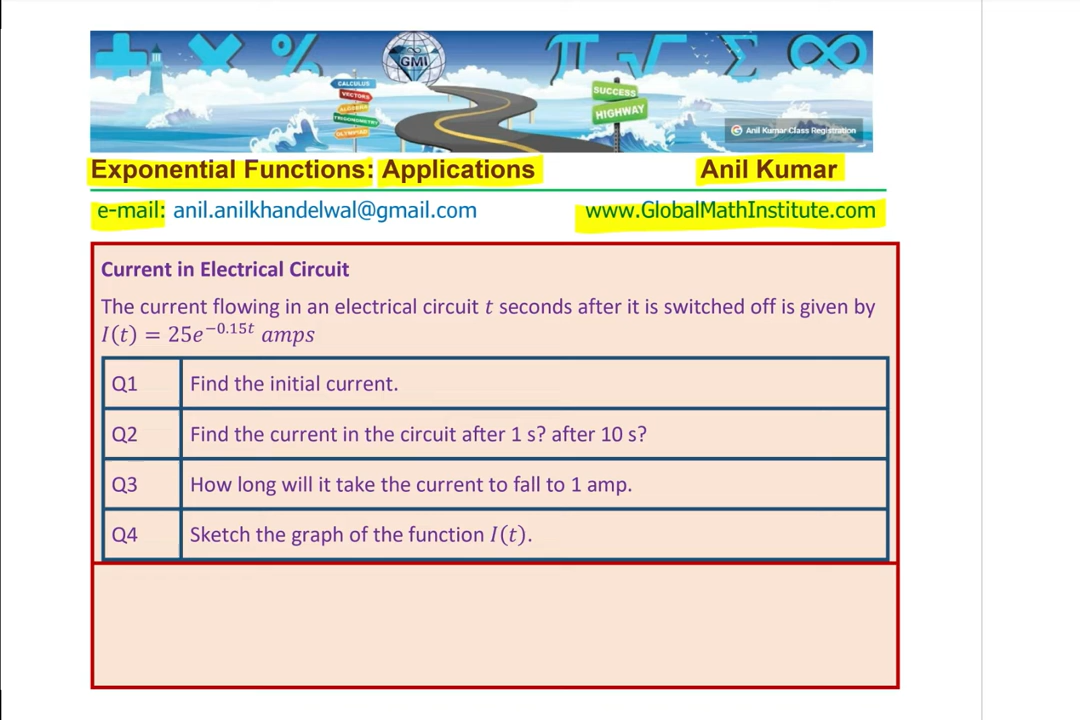 + × % GMI π √ Σ ∞
CALCULUS
VECTORS
ALGEBRA
TRIGONOMETRY
OLYMPIAD
SUCCESS
HIGHWAY
Anil Kumar Class Registration
Exponential Functions: Applications Anil Kumar
e-mail: anil.anilkhandelwal@gmail.com www.GlobalMathInstitute.com
Current in Electrical Circuit
The current flowing in an electrical circuit t seconds after it is switched off is given by
I(t) = 25e^{−0.15t} amps
Q1 Find the initial current.
Q2 Find the current in the circuit after 1 s? after 10 s?
Q3 How long will it take the current to fall to 1 amp.
Q4 Sketch the graph of the function I(t).